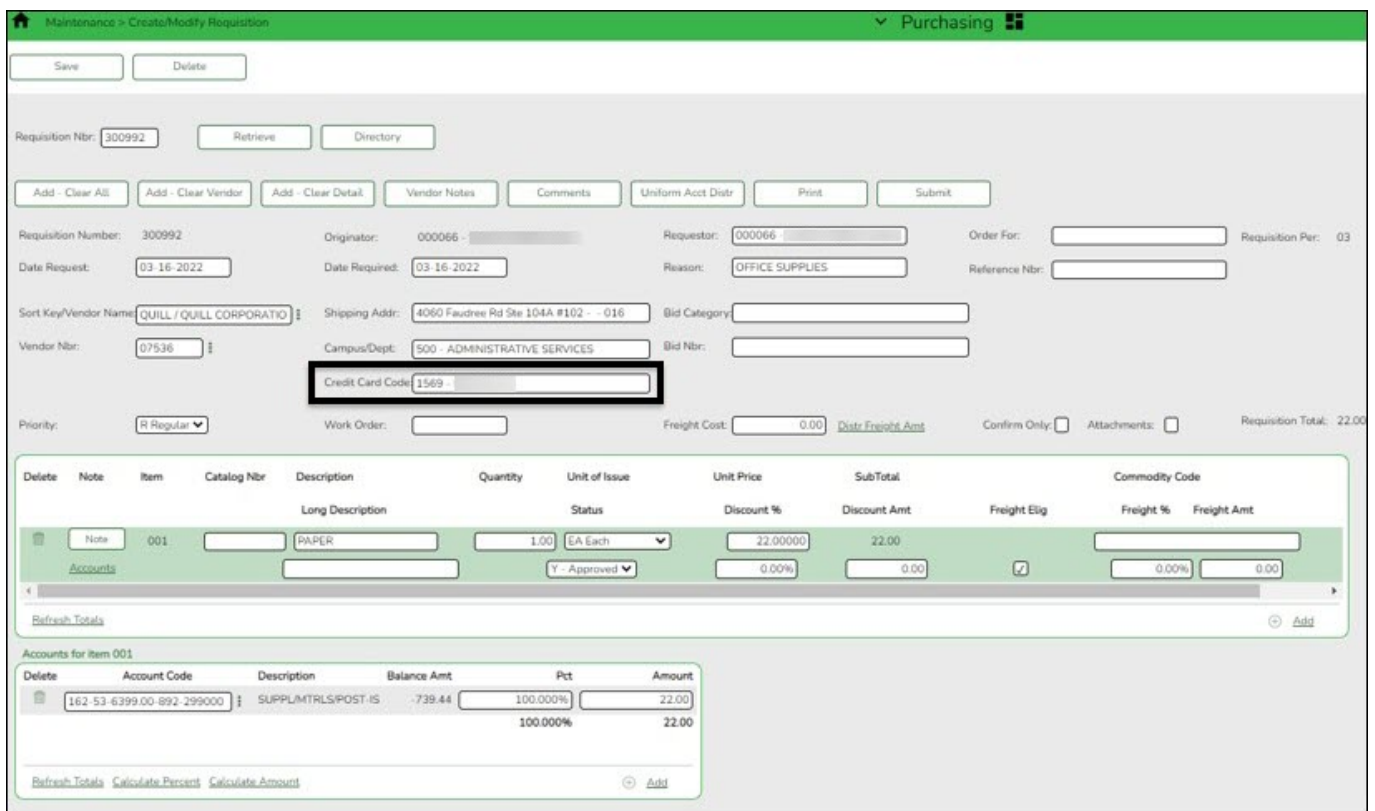 Maintenance > Create/Modify Requisition Purchasing
Save Delete
Requisition Nbr: 300992 Retrieve Directory
Add - Clear All Add - Clear Vendor Add - Clear Detail Vendor Notes Comments Uniform Acct Distr Print Submit
Requisition Number: 300992 Originator: 000066 - Requestor: 000066 - Order For: Requisition Per: 03
Date Request: 03-16-2022 Date Required: 03-16-2022 Reason: OFFICE SUPPLIES Reference Nbr:
Sort Key/Vendor Name: QUILL / QUILL CORPORATIO Shipping Addr: 4060 Faudree Rd Ste 104A #102 - - 016 Bid Category:
Vendor Nbr: 07536 Campus/Dept: 500 - ADMINISTRATIVE SERVICES Bid Nbr:
Credit Card Code: 1569 -
Priority: R Regular Work Order: Freight Cost: 0.00 Distr Freight Amt Confirm Only: Attachments: Requisition Total: 22.00
Delete Note Item Catalog Nbr Description Quantity Unit of Issue Unit Price SubTotal Commodity Code
Long Description Status Discount % Discount Amt Freight Elig Freight % Freight Amt
Note 001 PAPER 1.00 EA Each 22.00000 22.00
Accounts Y - Approved 0.00% 0.00 0.00% 0.00
Refresh Totals Add
Accounts for item 001
Delete Account Code Description Balance Amt Pct Amount
162-53-6399.00-892-299000 SUPPL/MTRLS/POST-IS -739.44 100.000% 22.00
100.000% 22.00
Refresh Totals Calculate Percent Calculate Amount Add